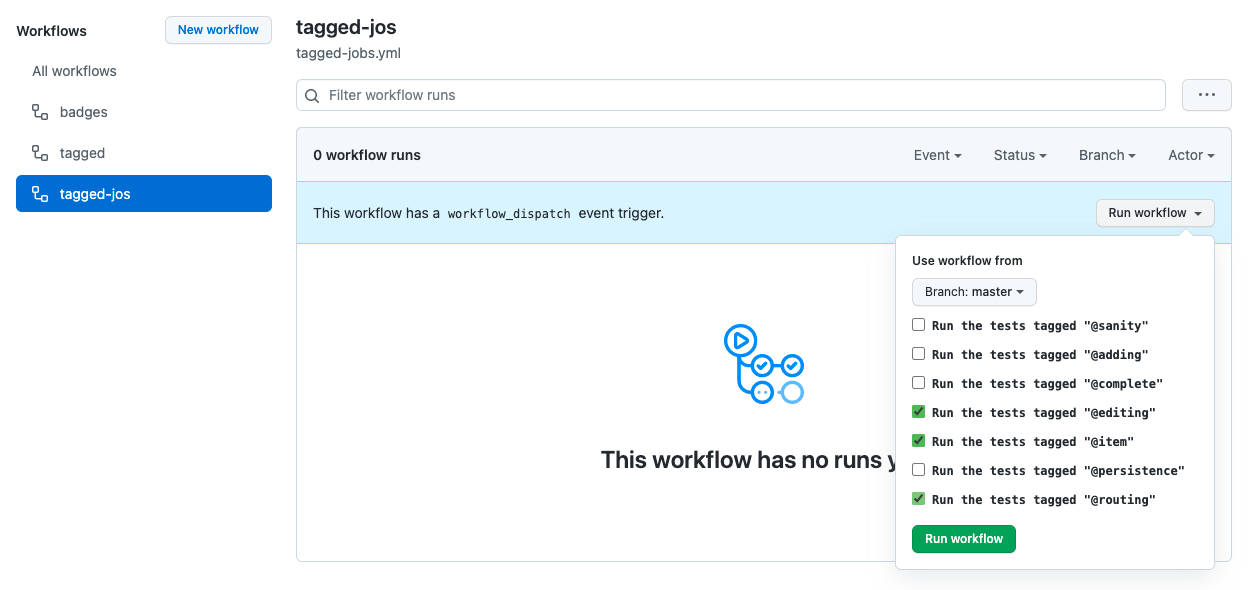 Workflows
New workflow
All workflows
badges
tagged
tagged-jos
tagged-jos
tagged-jobs.yml
Filter workflow runs
0 workflow runs
Event
Status
Branch
Actor
This workflow has a workflow_dispatch event trigger.
Run workflow
This workflow has no runs
Use workflow from
Branch: master
Run the tests tagged "@sanity"
Run the tests tagged "@adding"
Run the tests tagged "@complete"
Run the tests tagged "@editing"
Run the tests tagged "@item"
Run the tests tagged "@persistence"
Run the tests tagged "@routing"
Run workflow